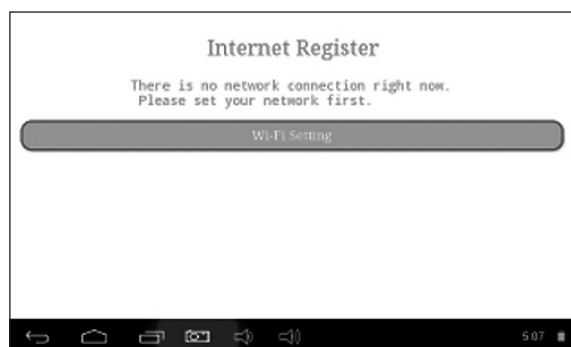 Internet Register
There is no network connection right now.
Please set your network first.
Wi-Fi Setting
5:07